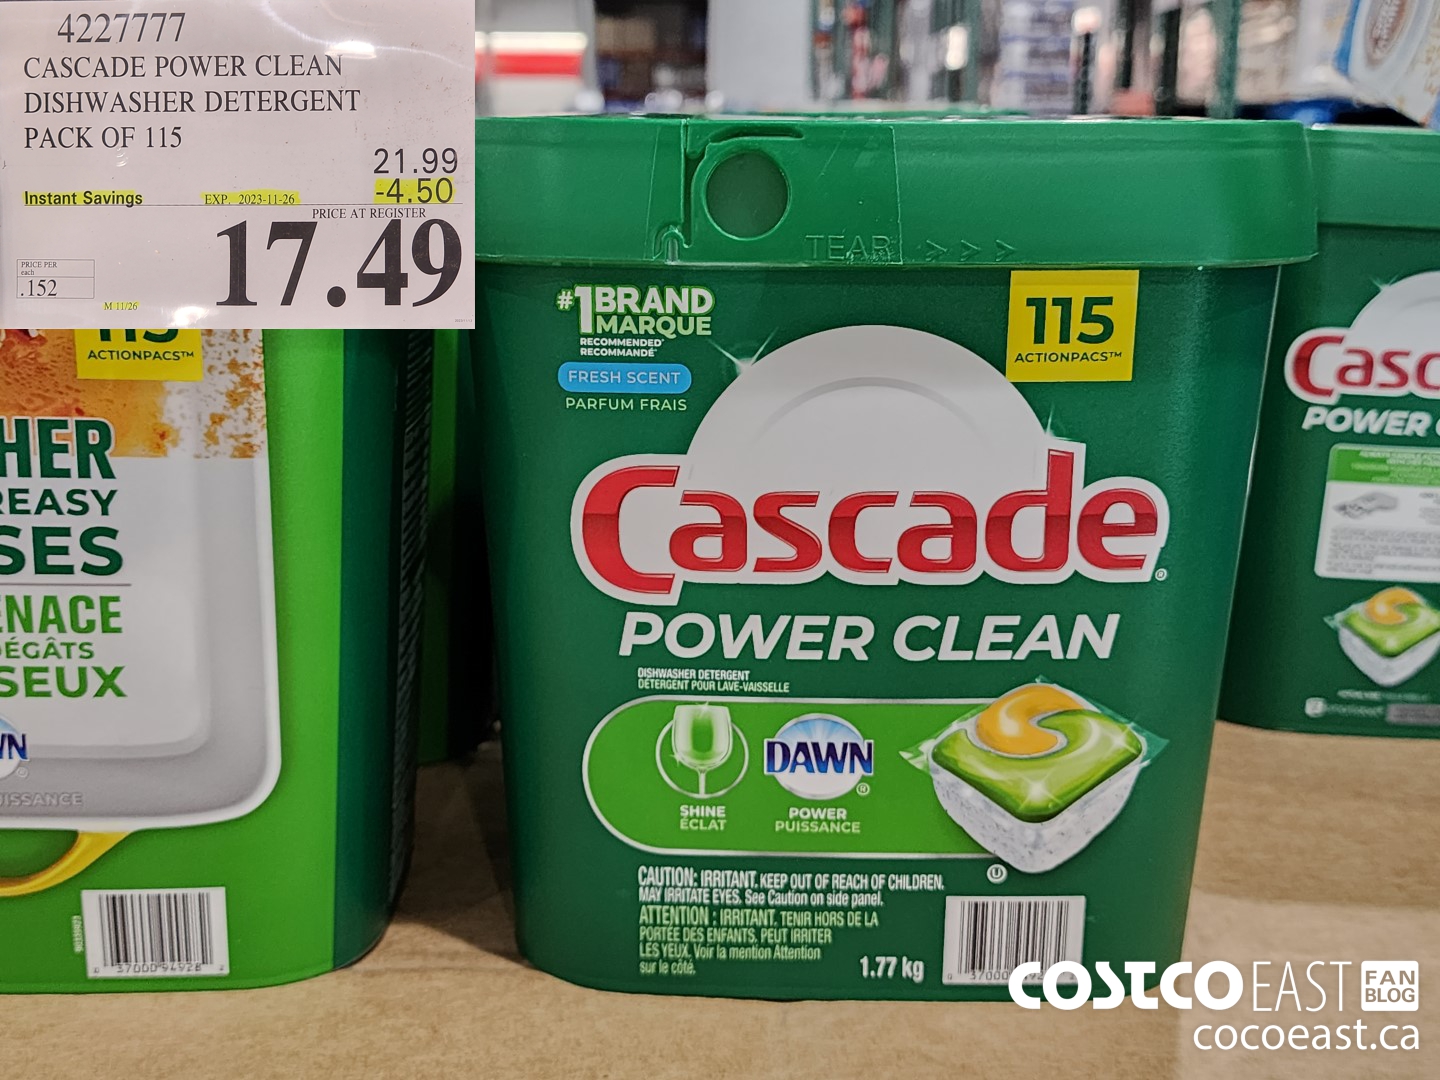 4227777
CASCADE POWER CLEAN
DISHWASHER DETERGENT
PACK OF 115
21.99
-4.50
Instant Savings
EXP. 2023-11-26
PRICE AT REGISTER
17.49
PRICE PER
each
.152
M 11/26
115
ACTIONPACS™
HER
REASY
SES
ENACE
DÉGÂTS
SEUX
WN
ISSANCE
37000 94928
TEAR >>>
#1 BRAND
MARQUE
RECOMMENDED*
RECOMMANDÉ*
FRESH SCENT
PARFUM FRAIS
115
ACTIONPACS™
Cascade®
POWER CLEAN
DISHWASHER DETERGENT
DÉTERGENT POUR LAVE-VAISSELLE
SHINE
ÉCLAT
DAWN®
POWER
PUISSANCE
CAUTION: IRRITANT. KEEP OUT OF REACH OF CHILDREN.
MAY IRRITATE EYES. See Caution on side panel.
ATTENTION : IRRITANT. TENIR HORS DE LA
PORTÉE DES ENFANTS. PEUT IRRITER
LES YEUX. Voir la mention Attention
sur le côté.
1.77 kg
37000
Casc
POWER C
COSTCO EAST FAN BLOG
cocoeast.ca